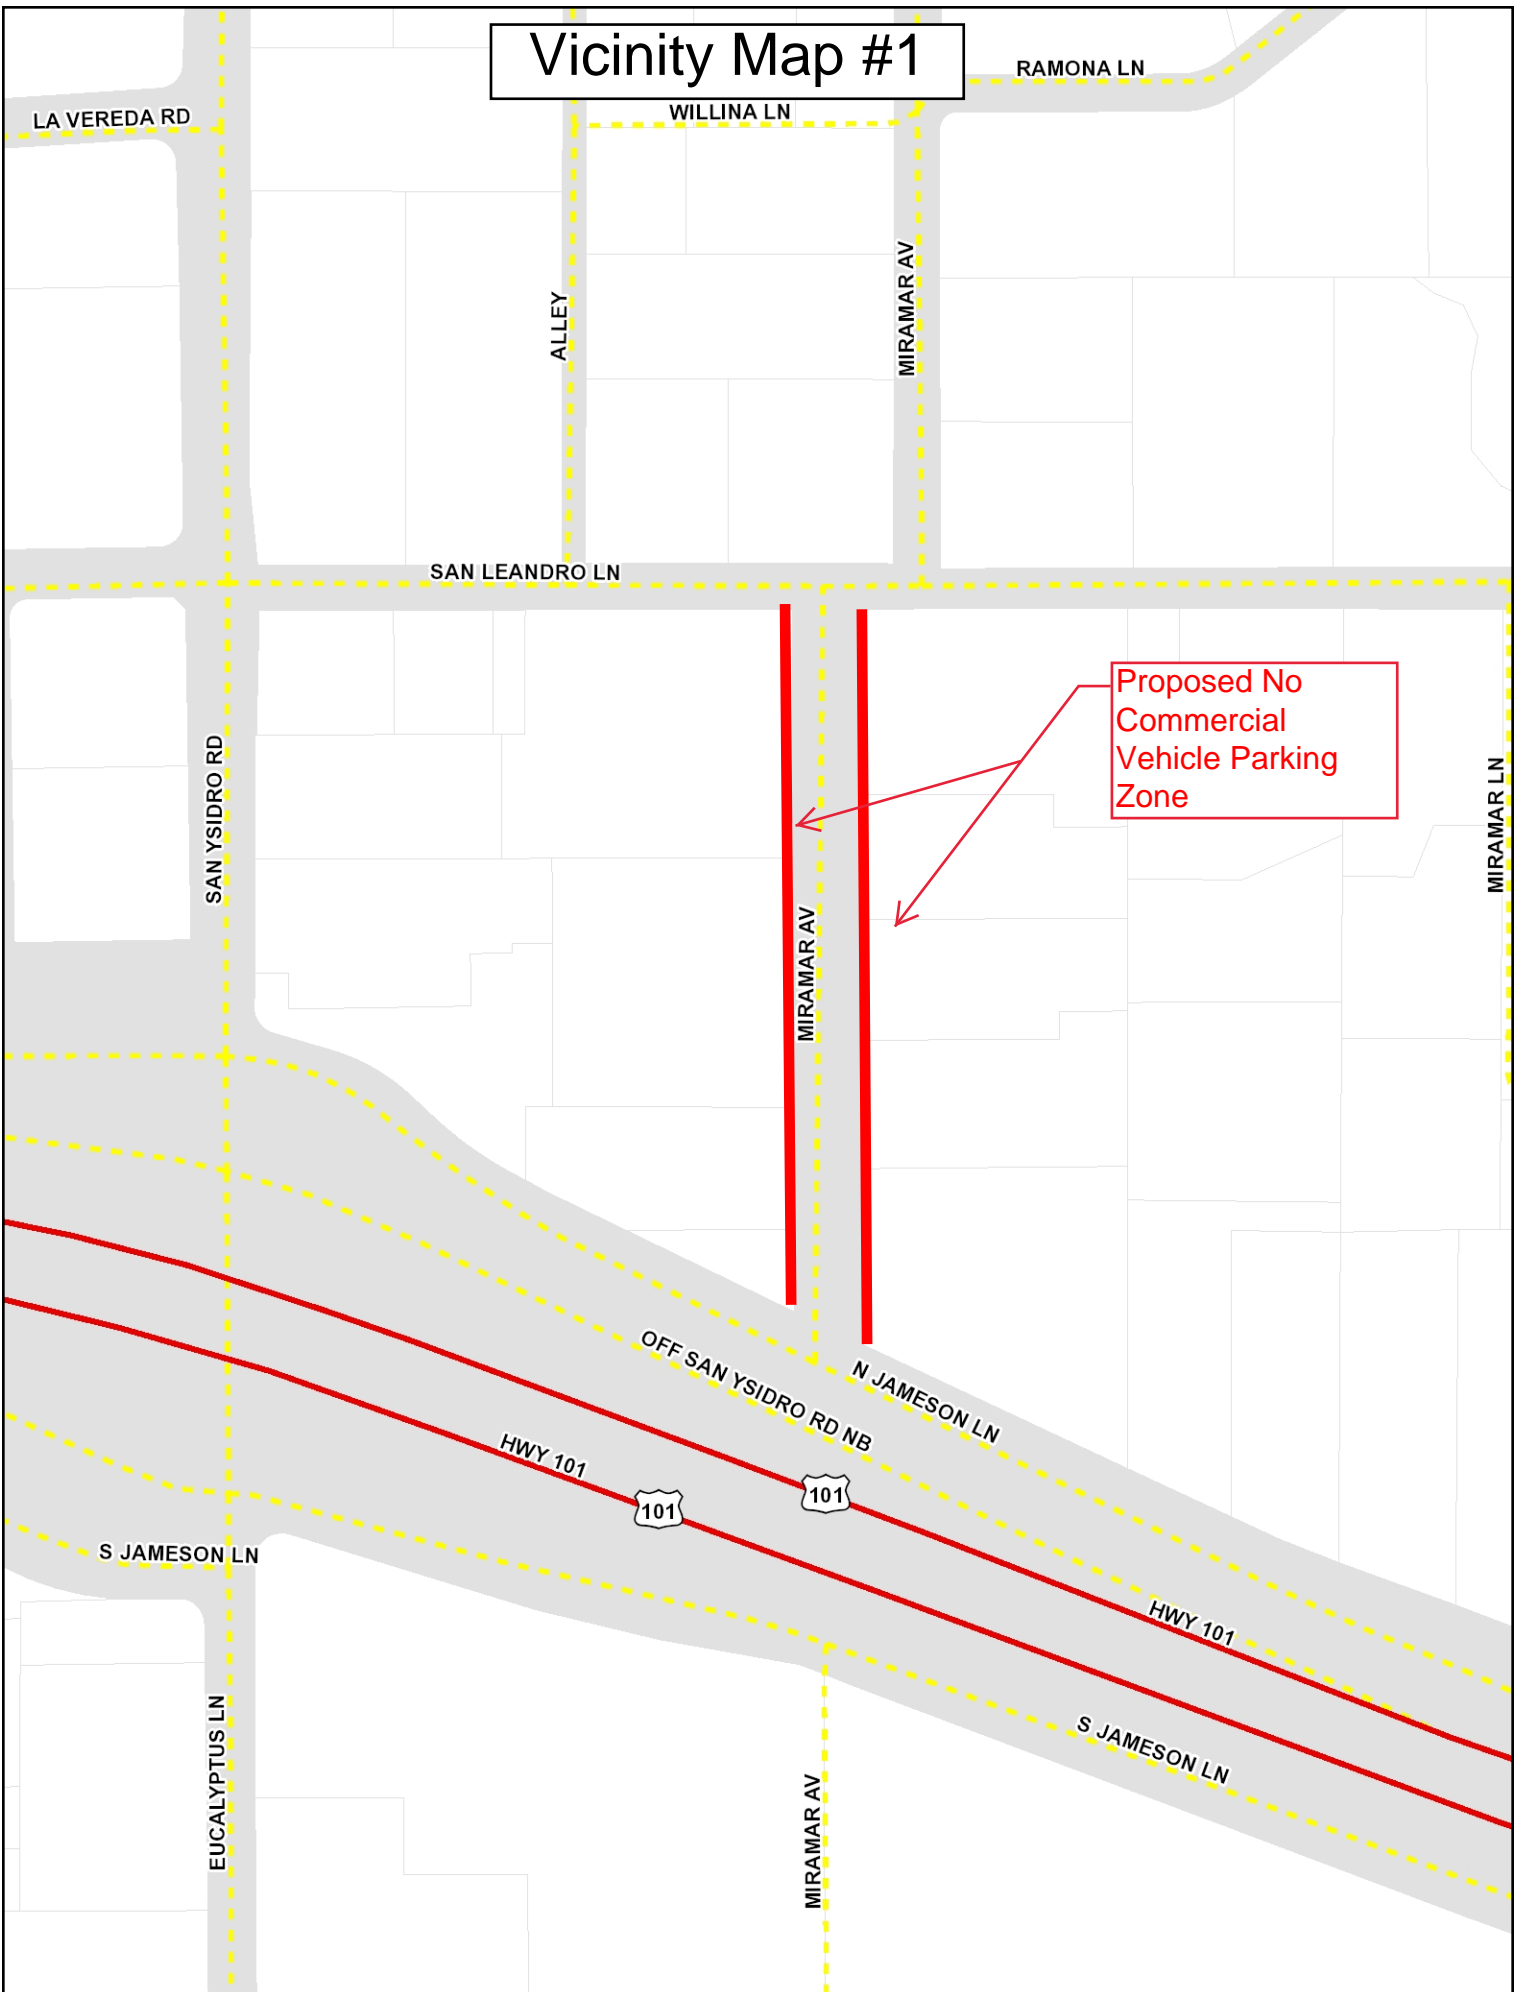 Vicinity Map #1
RAMONA LN
LA VEREDA RD
WILLINA LN
MIRAMAR AV
ALLEY
SAN LEANDRO LN
Proposed No
Commercial
Vehicle Parking
Zone
SAN YSIDRO RD
MIRAMAR LN
MIRAMAR AV
OFF SAN YSIDRO RD NB
N JAMESON LN
HWY 101
101
101
S JAMESON LN
HWY 101
EUCALYPTUS LN
S JAMESON LN
MIRAMAR AV